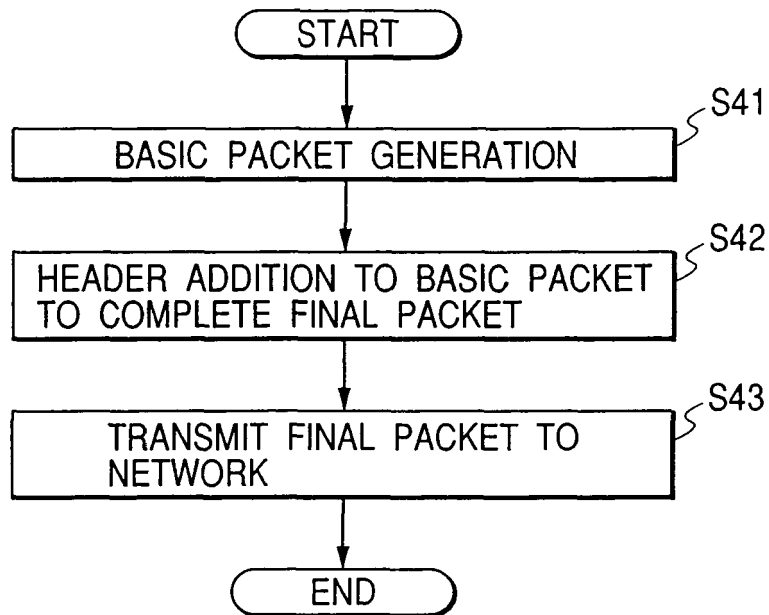 START
S41
BASIC PACKET GENERATION
S42
HEADER ADDITION TO BASIC PACKET
TO COMPLETE FINAL PACKET
S43
TRANSMIT FINAL PACKET TO
NETWORK
END